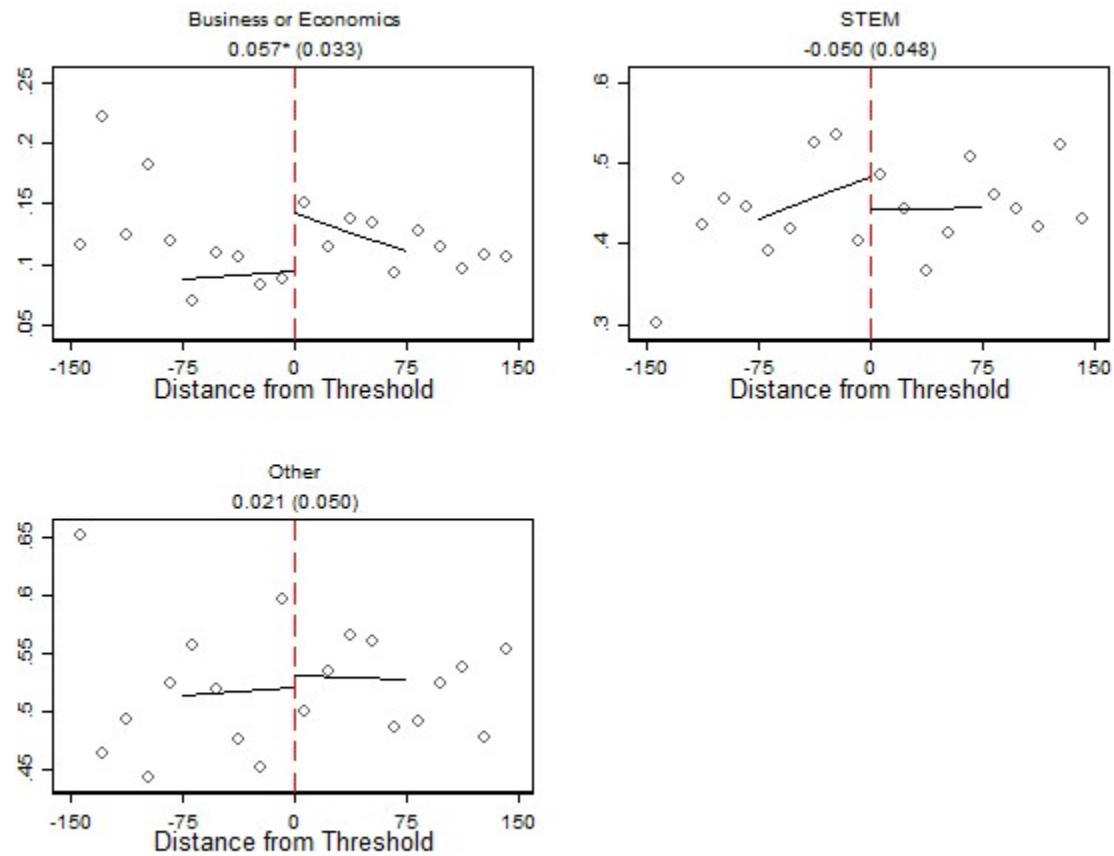 Business or Economics
0.057* (0.033)
.25
.2
.15
.1
.05
-150 -75 0 75 150
Distance from Threshold
STEM
-0.050 (0.048)
.6
.5
.4
.3
-150 -75 0 75 150
Distance from Threshold
Other
0.021 (0.050)
.65
.6
.55
.5
.45
-150 -75 0 75 150
Distance from Threshold